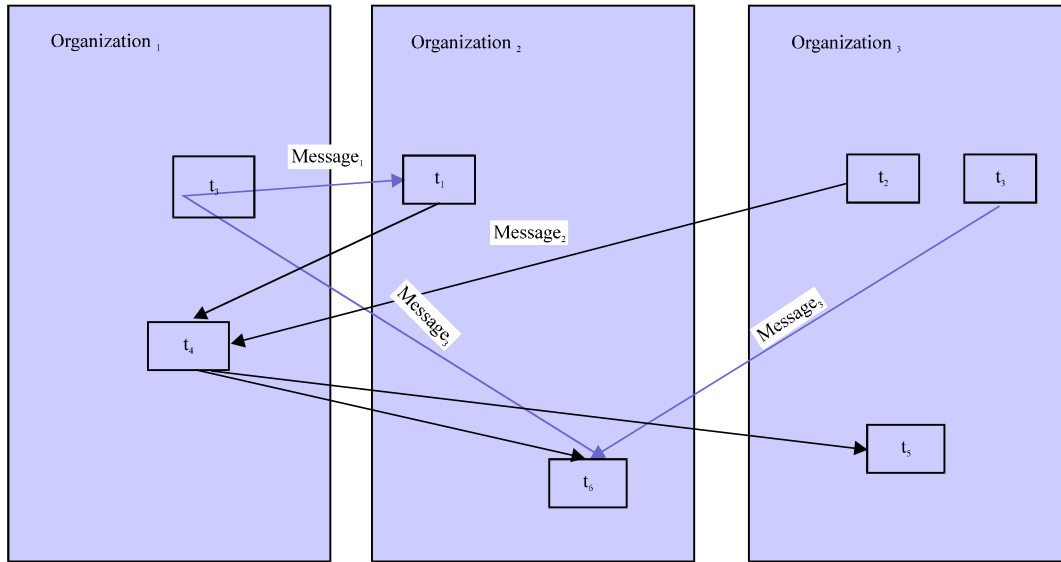 Organization ₁
Organization ₂
Organization ₃
Message₁
t₃
t₁
t₂
t₃
Message₂
Message₃
Message₃
t₄
t₅
t₆